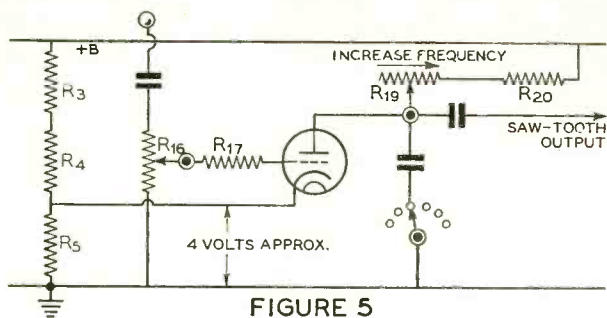 +B
INCREASE FREQUENCY
R3
R19
R20
R16
R17
SAW-TOOTH
OUTPUT
R4
R5
4 VOLTS APPROX.
FIGURE 5